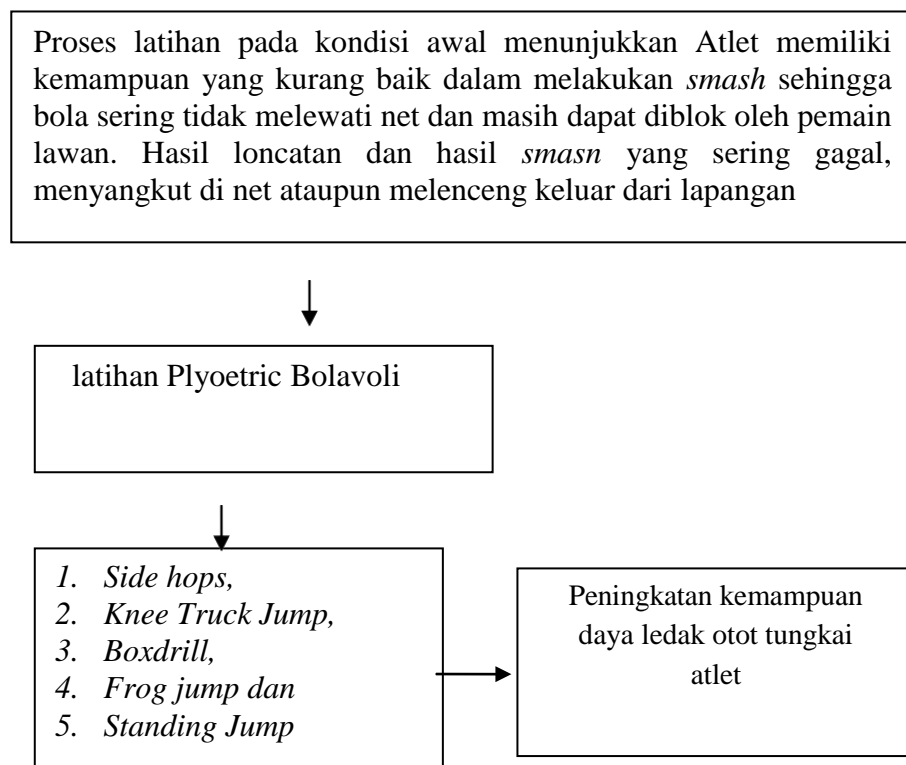 Proses latihan pada kondisi awal menunjukkan Atlet memiliki
kemampuan yang kurang baik dalam melakukan smash sehingga
bola sering tidak melewati net dan masih dapat diblok oleh pemain
lawan. Hasil loncatan dan hasil smasn yang sering gagal,
menyangkut di net ataupun melenceng keluar dari lapangan
latihan Plyoetric Bolavoli
1. Side hops,
2. Knee Truck Jump,
3. Boxdrill,
4. Frog jump dan
5. Standing Jump
Peningkatan kemampuan
daya ledak otot tungkai
atlet